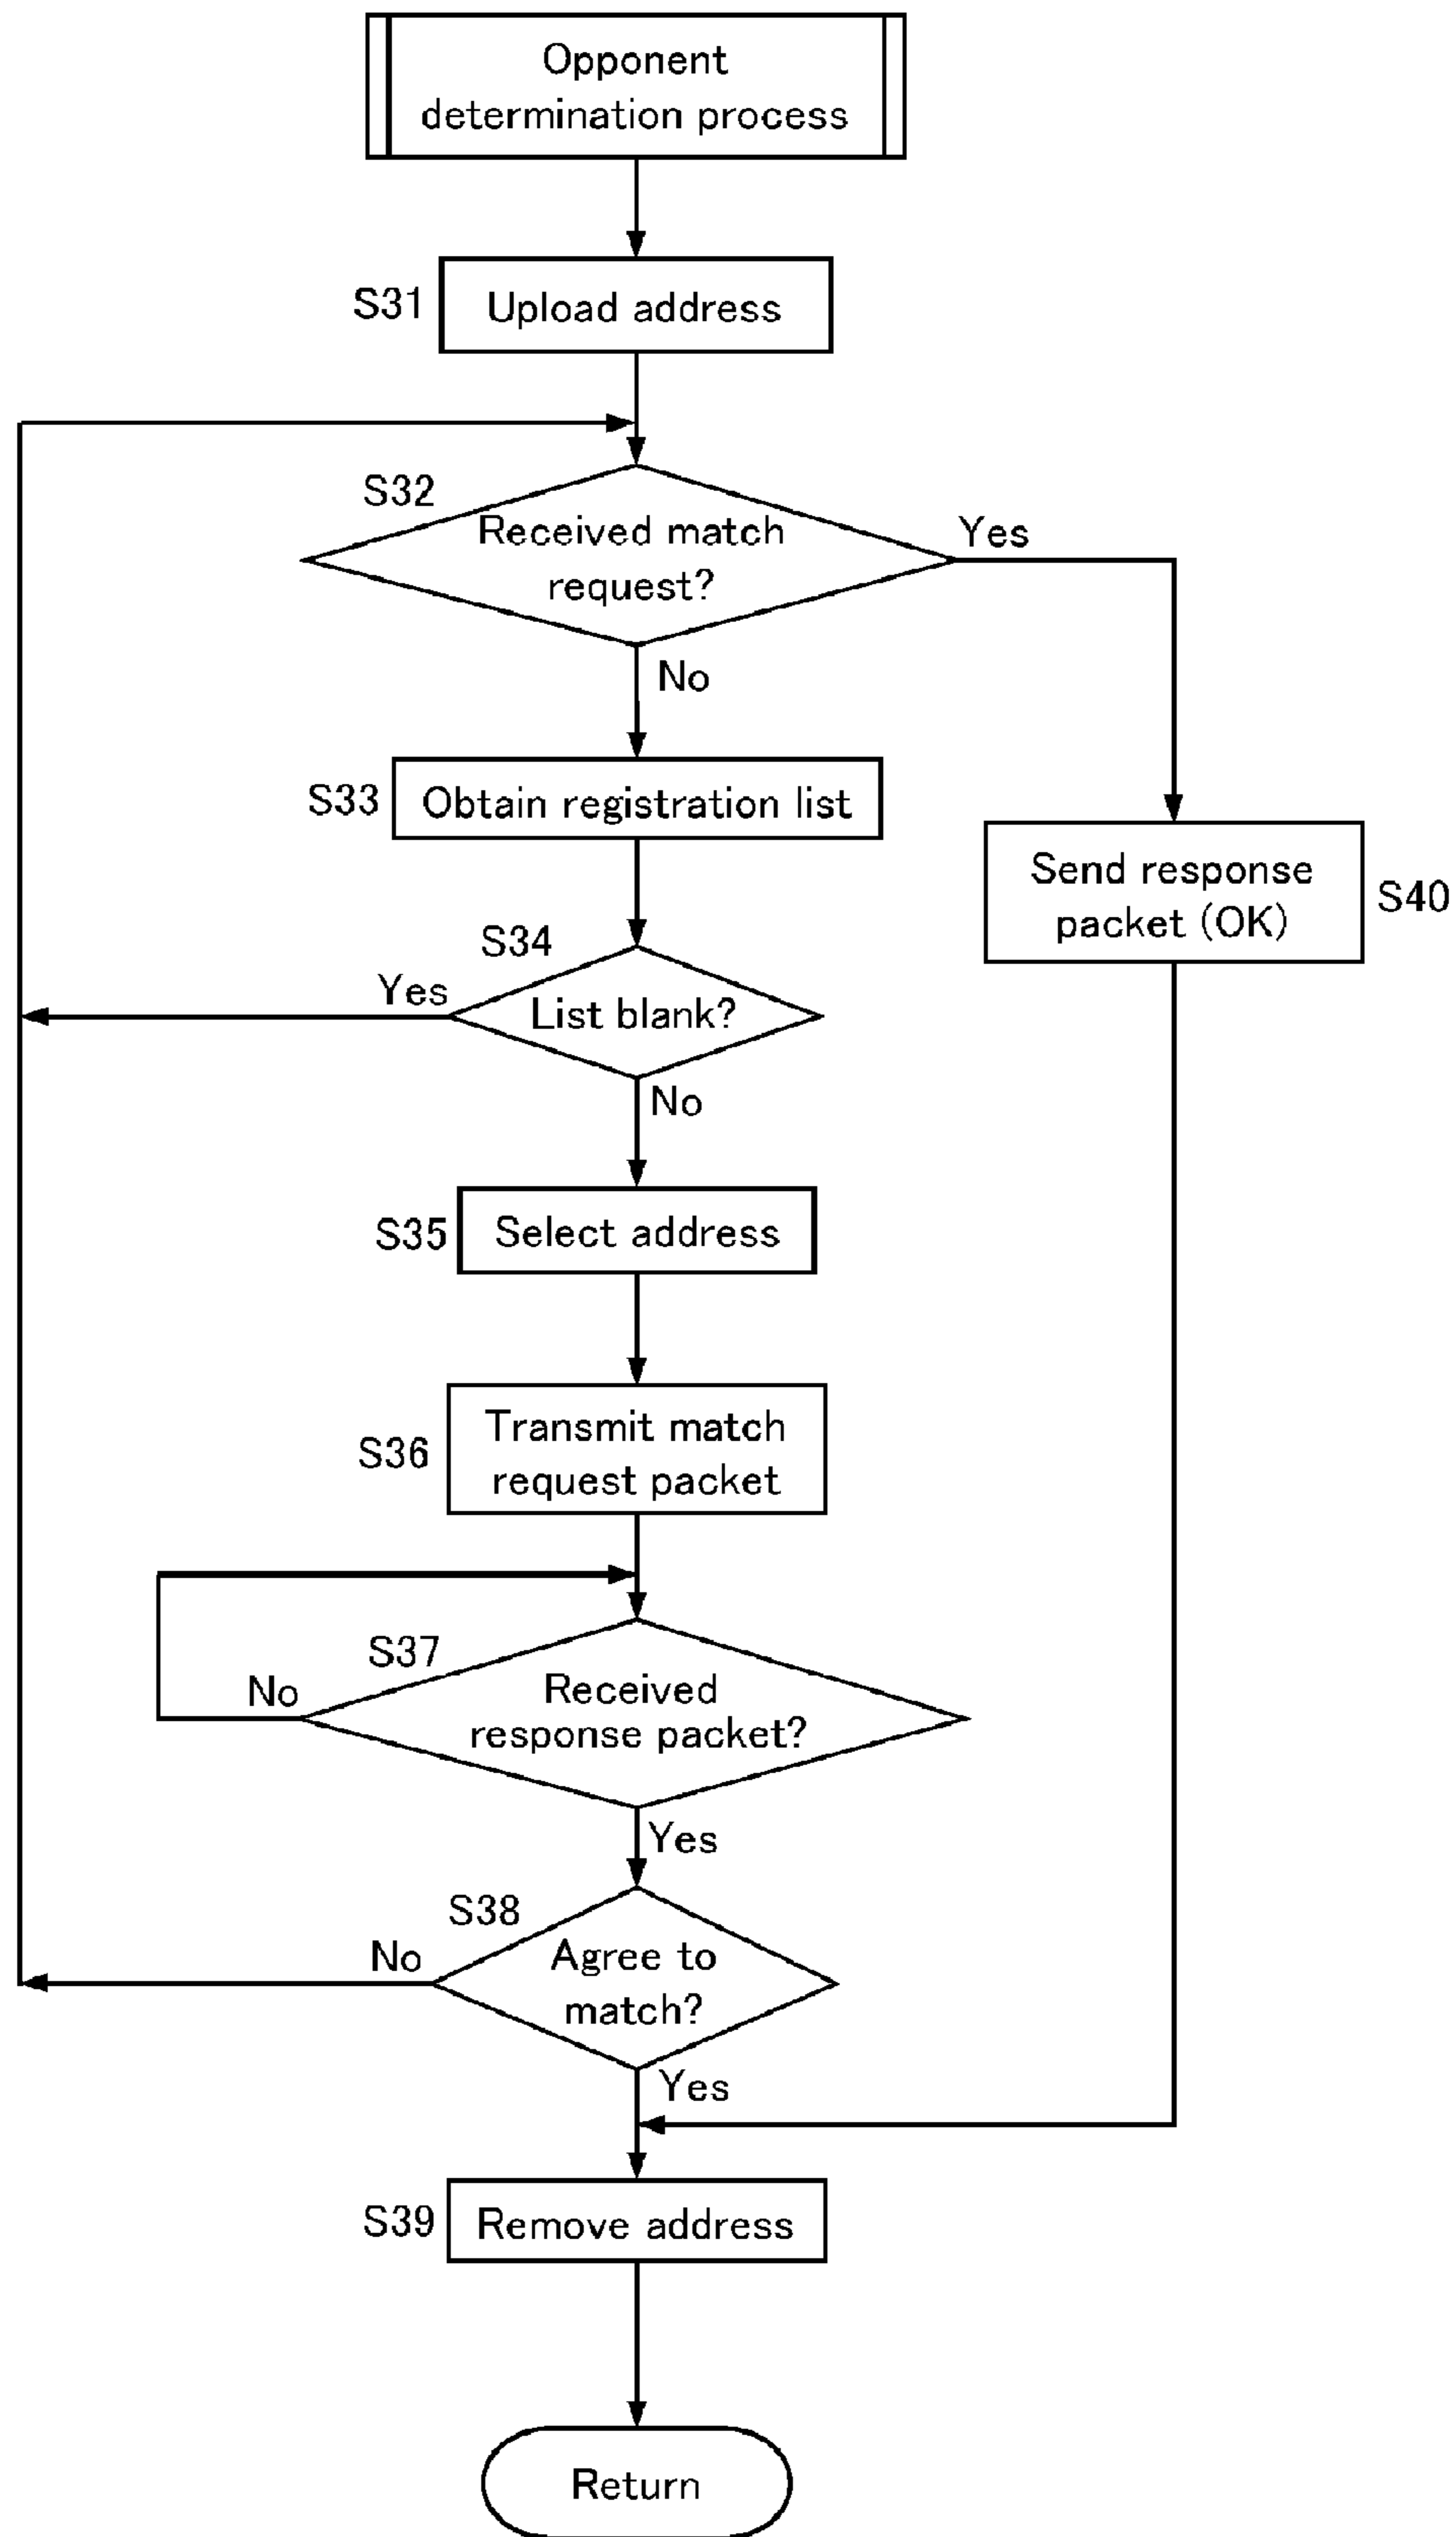 Opponent
determination process
S31
Upload address
S32
Received match
request?
Yes
No
S33
Obtain registration list
Send response
packet (OK)
S40
S34
Yes
List blank?
No
S35
Select address
S36
Transmit match
request packet
S37
No
Received
response packet?
Yes
S38
No
Agree to
match?
Yes
S39
Remove address
Return